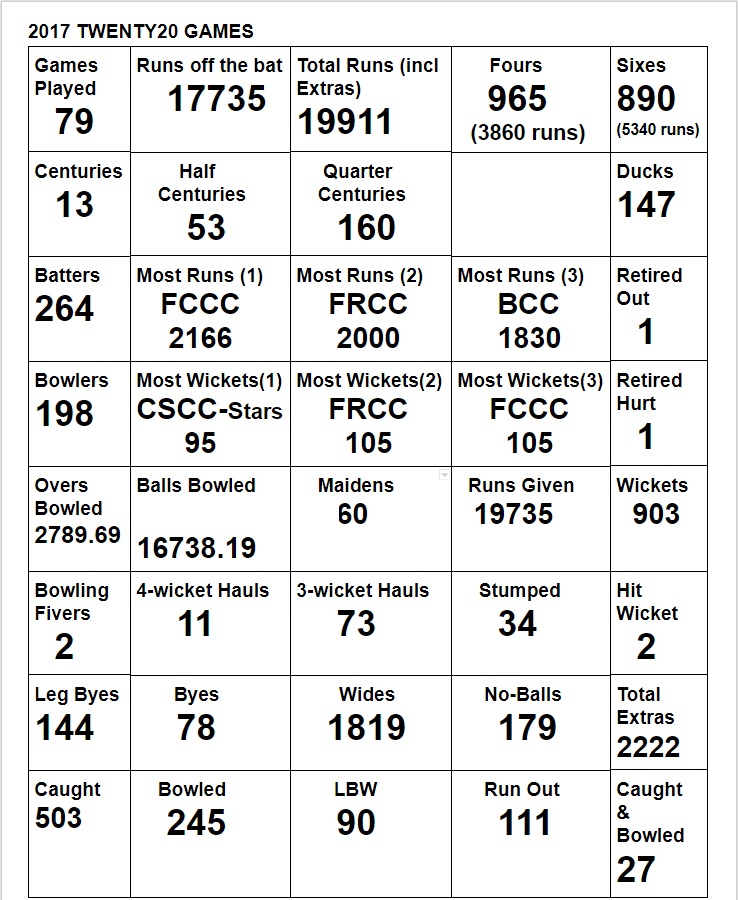 2017 TWENTY20 GAMES
Games
Played
79
Runs off the bat
17735
Total Runs (incl
Extras)
19911
Fours
965
(3860 runs)
Sixes
890
(5340 runs)
Centuries
13
Half
Centuries
53
Quarter
Centuries
160
Ducks
147
Batters
264
Most Runs (1)
FCCC
2166
Most Runs (2)
FRCC
2000
Most Runs (3)
BCC
1830
Retired
Out
1
Bowlers
198
Most Wickets(1)
CSCC-Stars
95
Most Wickets(2)
FRCC
105
Most Wickets(3)
FCCC
105
Retired
Hurt
1
Overs
Bowled
2789.69
Balls Bowled
16738.19
Maidens
60
Runs Given
19735
Wickets
903
Bowling
Fivers
2
4-wicket Hauls
11
3-wicket Hauls
73
Stumped
34
Hit
Wicket
2
Leg Byes
144
Byes
78
Wides
1819
No-Balls
179
Total
Extras
2222
Caught
503
Bowled
245
LBW
90
Run Out
111
Caught
&
Bowled
27